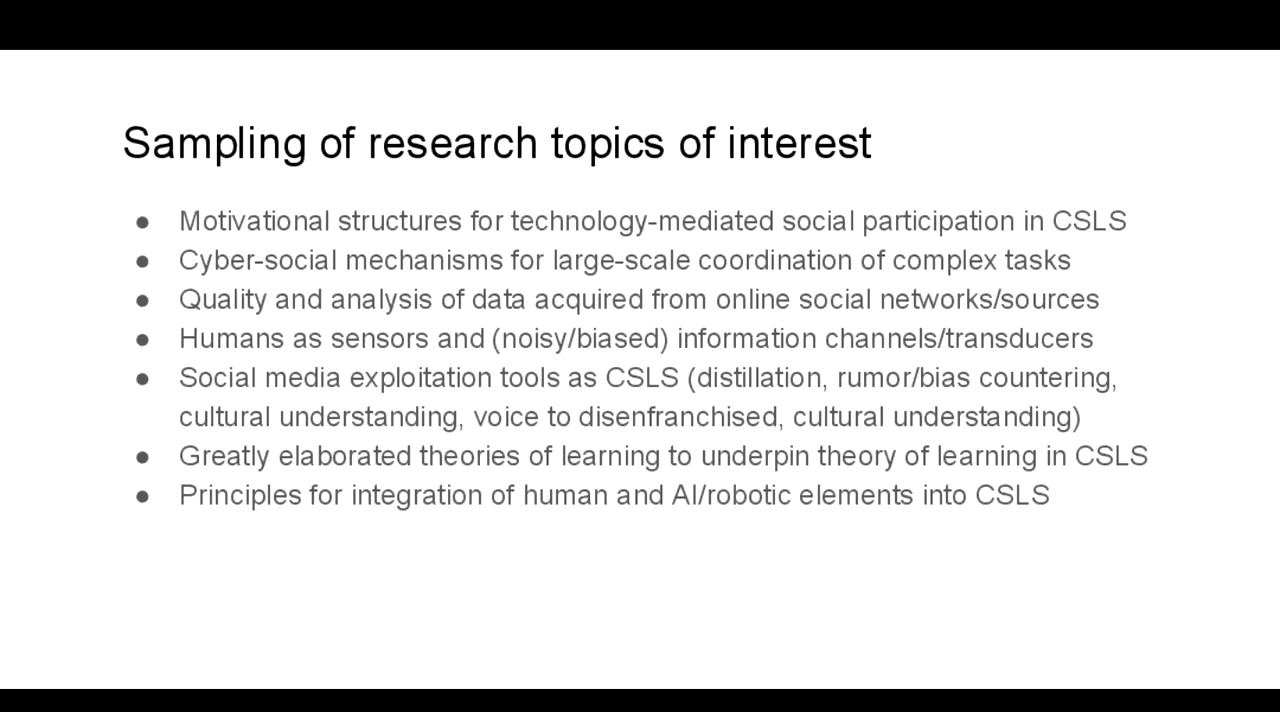 Sampling of research topics of interest
● Motivational structures for technology-mediated social participation in CSLS
● Cyber-social mechanisms for large-scale coordination of complex tasks
● Quality and analysis of data acquired from online social networks/sources
● Humans as sensors and (noisy/biased) information channels/transducers
● Social media exploitation tools as CSLS (distillation, rumor/bias countering,
cultural understanding, voice to disenfranchised, cultural understanding)
● Greatly elaborated theories of learning to underpin theory of learning in CSLS
● Principles for integration of human and AI/robotic elements into CSLS